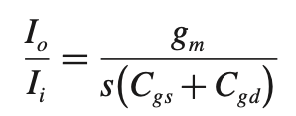 I_o / I_i = g_m / s(C_gs + C_gd)